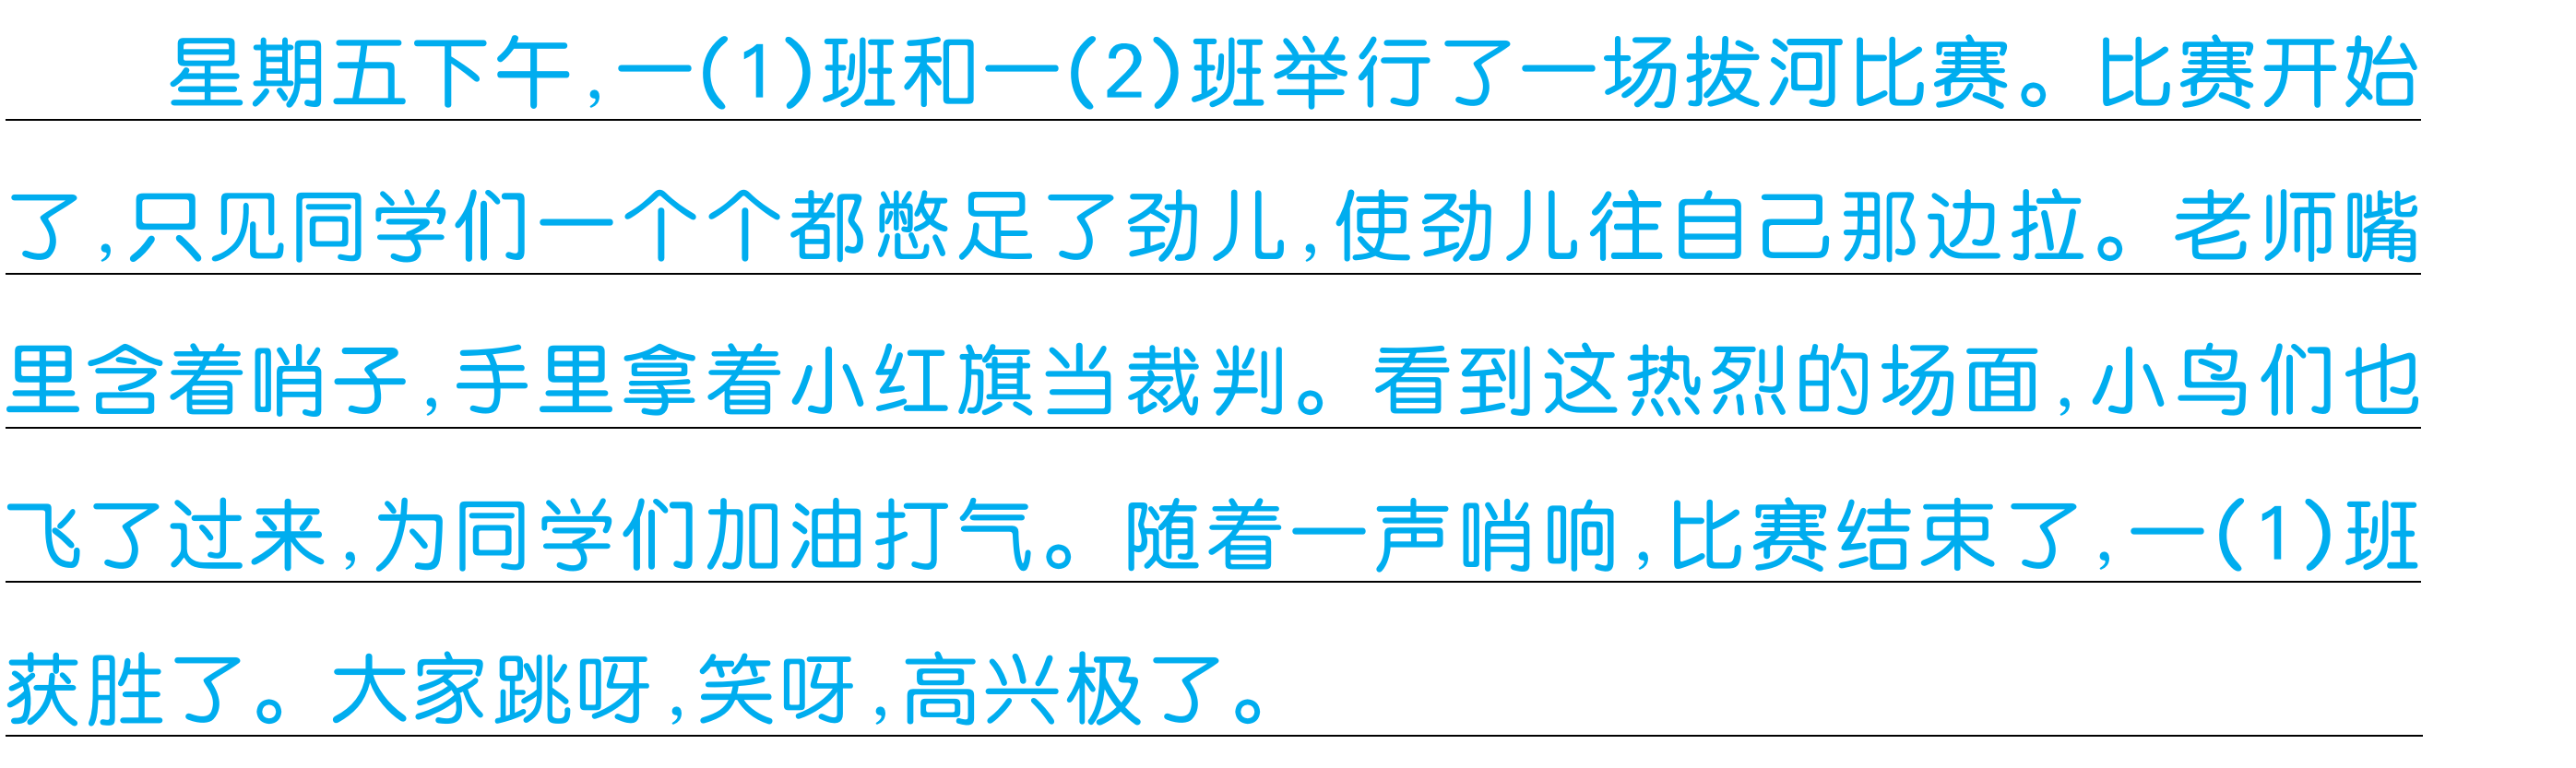 星期五下午,一(1)班和一(2)班举行了一场拔河比赛。比赛开始
了,只见同学们一个个都憋足了劲儿,使劲儿往自己那边拉。老师嘴
里含着哨子,手里拿着小红旗当裁判。看到这热烈的场面,小鸟们也
飞了过来,为同学们加油打气。随着一声哨响,比赛结束了,一(1)班
获胜了。大家跳呀,笑呀,高兴极了。